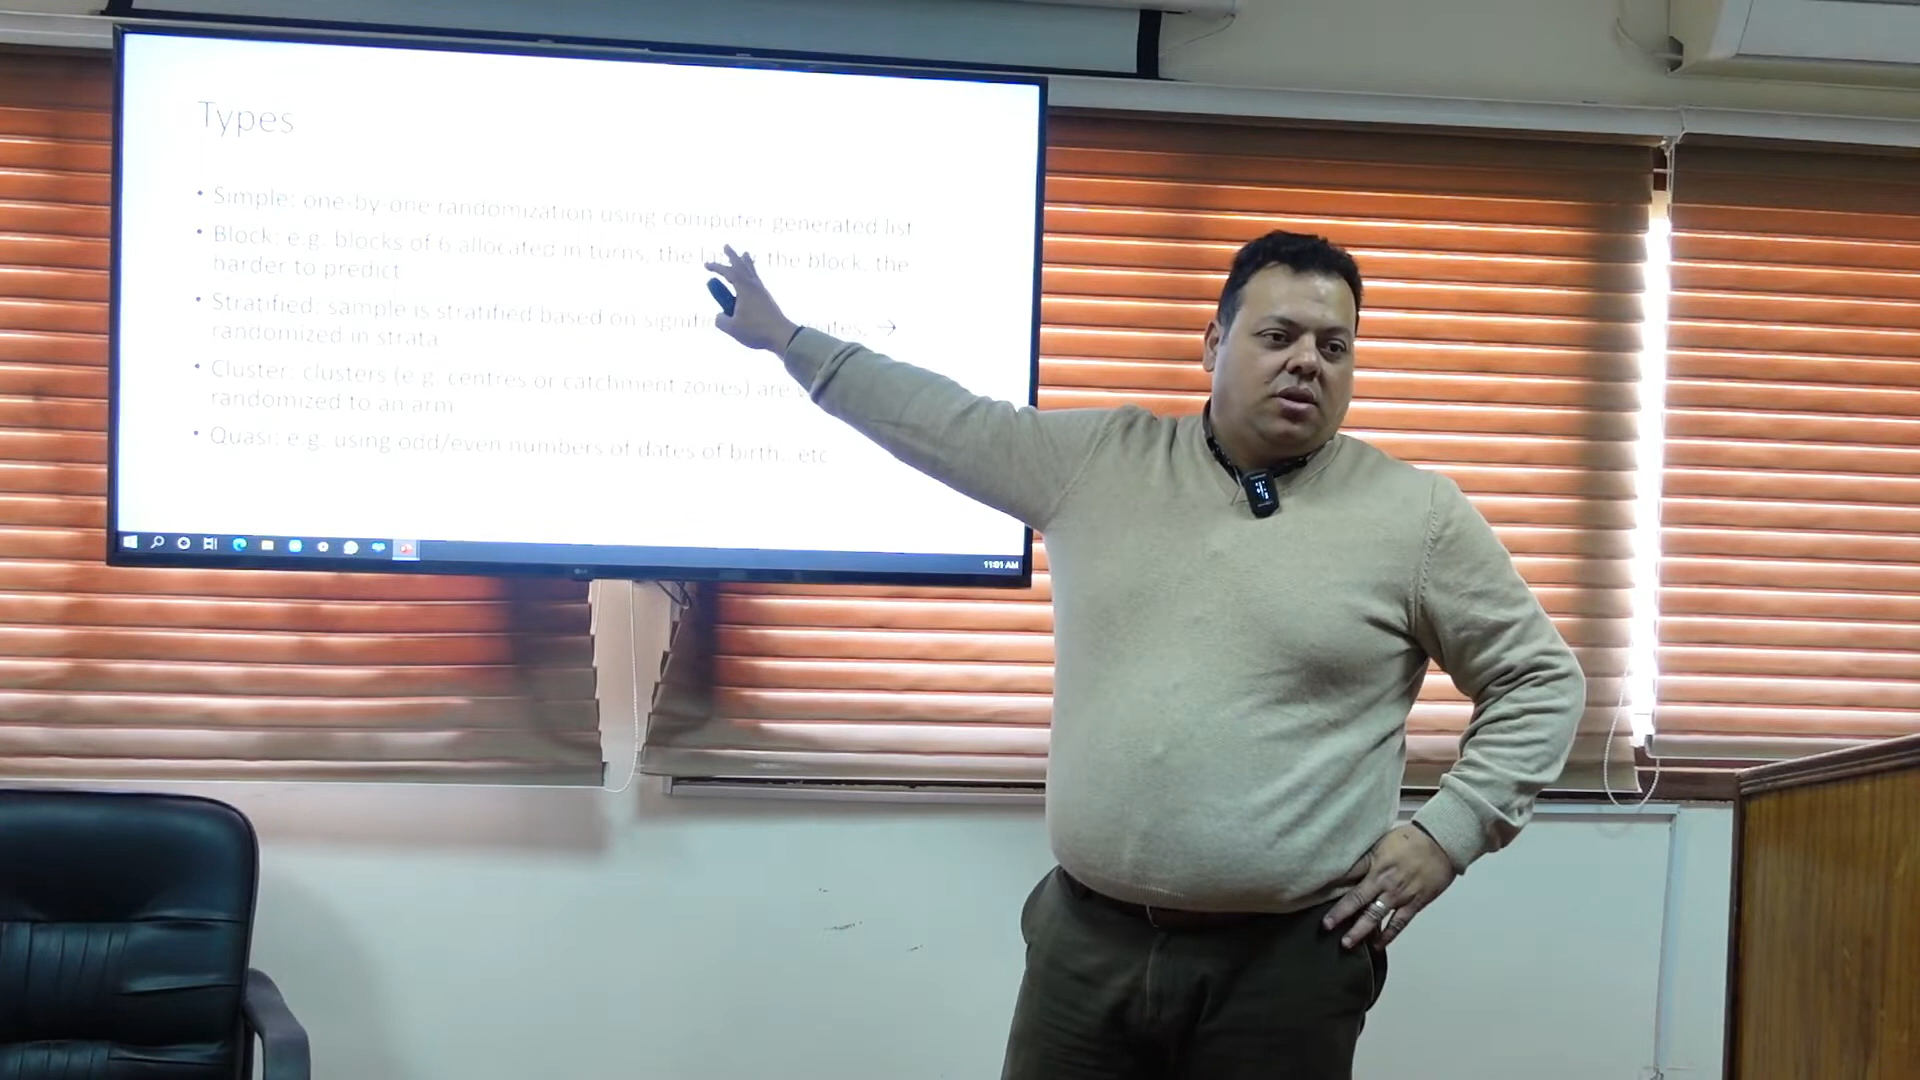 Types
• Simple: one-by-one randomization using computer generated list
• Block: e.g. blocks of 6 allocated in turns, the the block, the
harder to predict
• Stratified: sample is stratified based on →
randomized in strata
• Cluster: clusters (e.g. centres or catchment zones) are
randomized to an arm
• Quasi: e.g. using odd/even numbers of dates of birth...etc
11:01 AM
LG